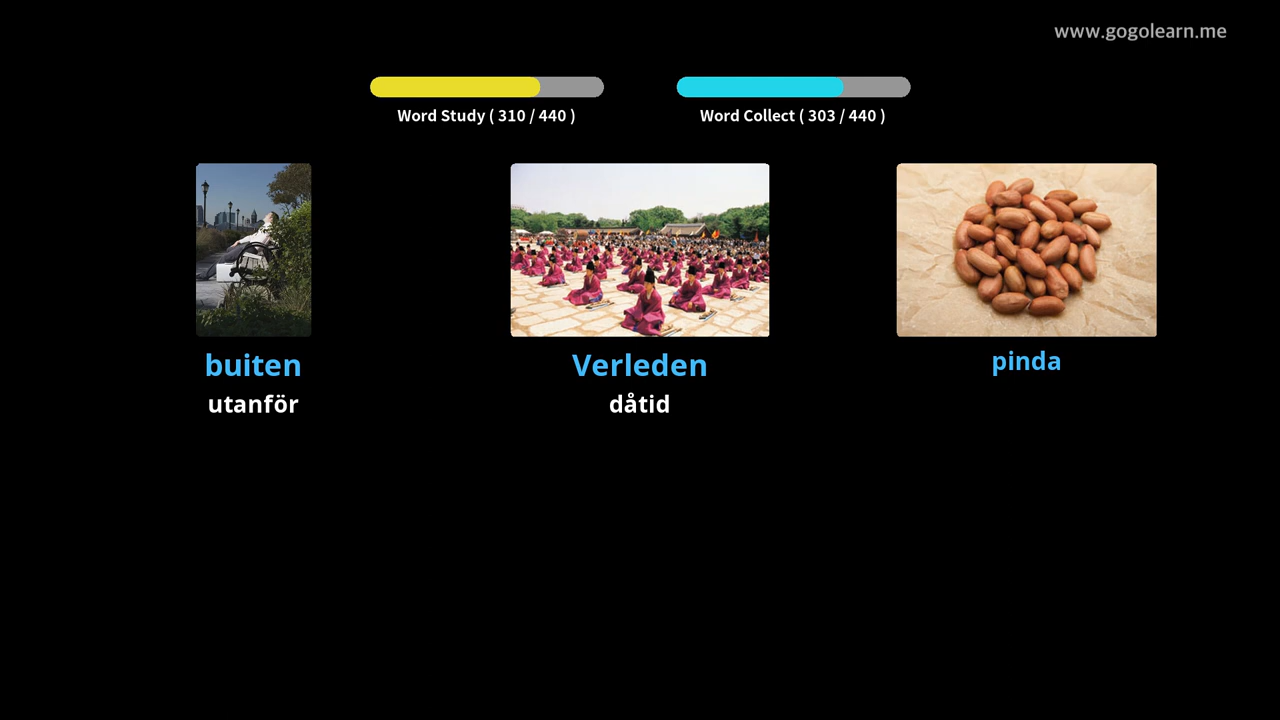 www.gogolearn.me
Word Study ( 310 / 440 )
Word Collect ( 303 / 440 )
buiten
utanför
Verleden
dåtid
pinda